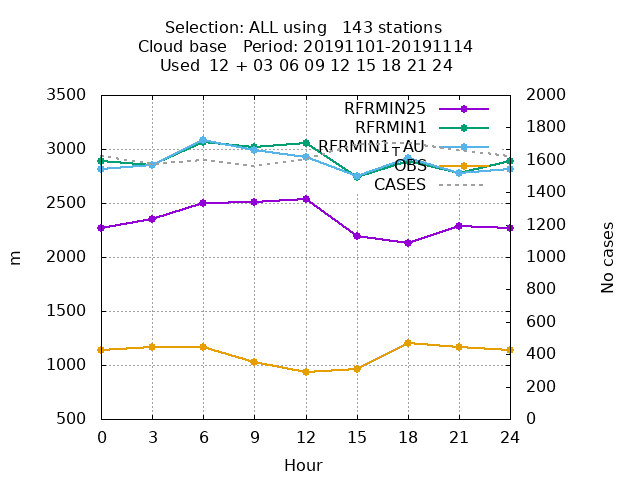 Selection: ALL using   143 stations
Cloud base   Period: 20191101-20191114
Used  12 + 03 06 09 12 15 18 21 24
3500
3000
2500
2000
1500
1000
500
2000
1800
1600
1400
1200
1000
800
600
400
200
0
RFRMIN25
RFRMIN1
RFRMIN1_TAU
OBS
CASES
m
No cases
0 3 6 9 12 15 18 21 24
Hour